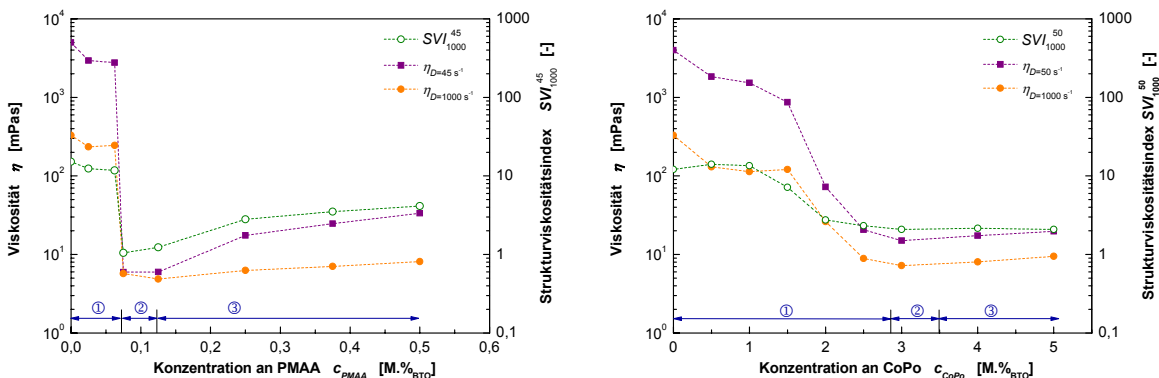 10⁴
10³
10²
10¹
10⁰
Viskosität η [mPas]
1000
100
10
1
0,1
Strukturviskositätsindex SVI₁₀₀₀⁴⁵ [-]
SVI₁₀₀₀⁴⁵
η_D=45 s⁻¹
η_D=1000 s⁻¹
① ② ③
0,0 0,1 0,2 0,3 0,4 0,5 0,6
Konzentration an PMAA c_PMAA [M.%_BTO]
10⁴
10³
10²
10¹
10⁰
Viskosität η [mPas]
1000
100
10
1
0,1
Strukturviskositätsindex SVI₁₀₀₀⁵⁰ [-]
SVI₁₀₀₀⁵⁰
η_D=50 s⁻¹
η_D=1000 s⁻¹
① ② ③
0 1 2 3 4 5
Konzentration an CoPo c_CoPo [M.%_BTO]